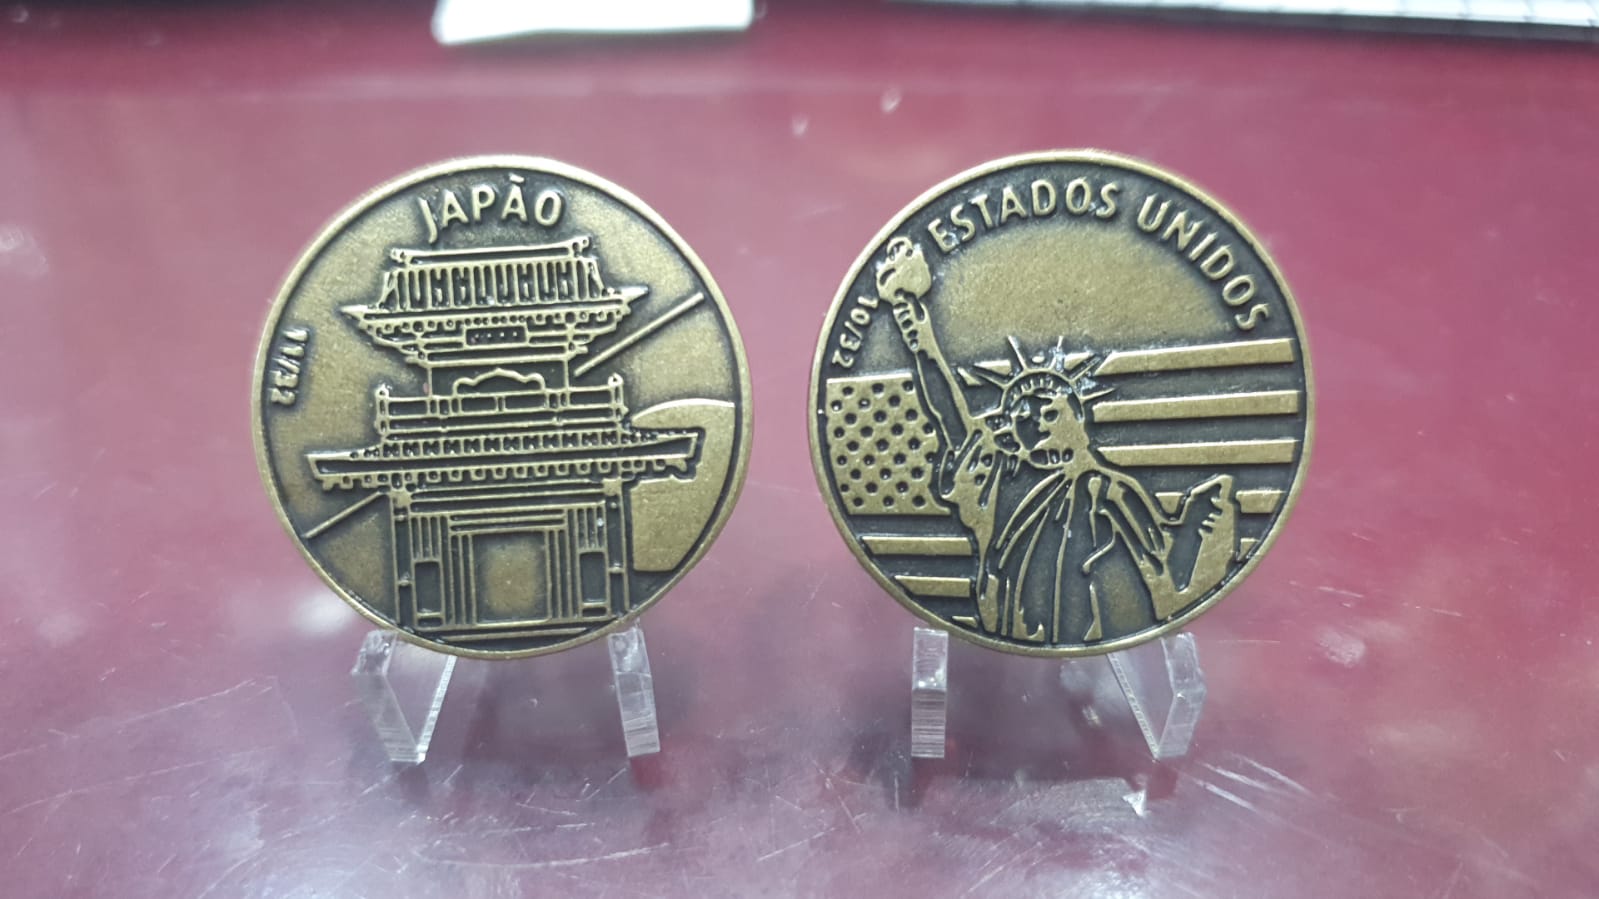 JAPÃO
11/32
ESTADOS UNIDOS
10/32